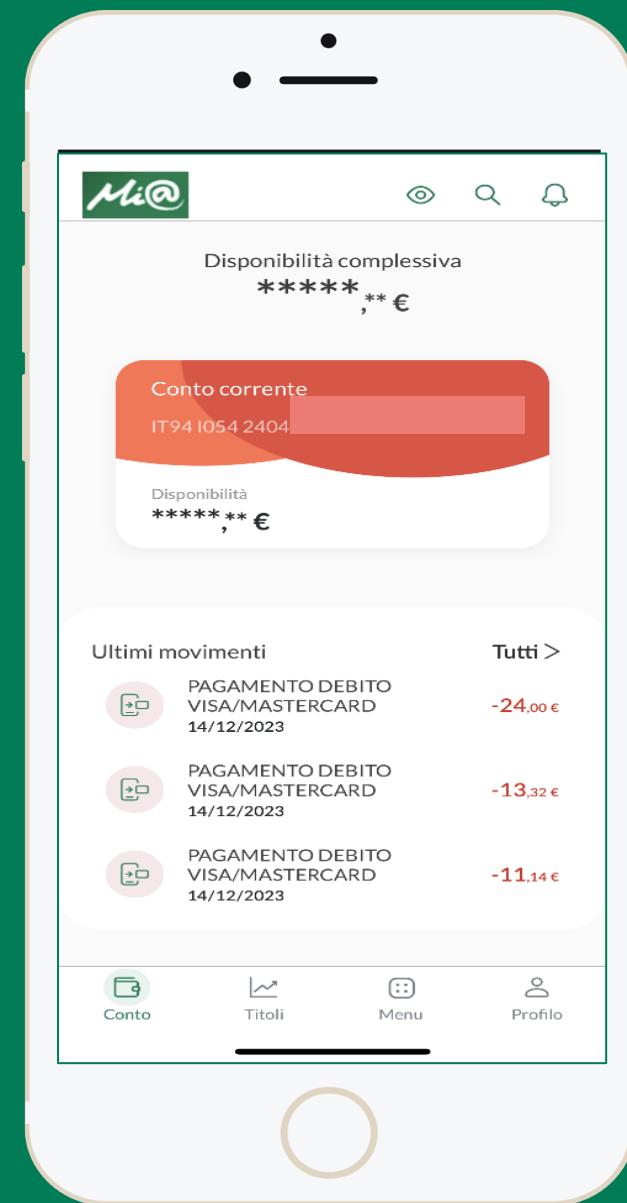 Mi@
Disponibilità complessiva
*****,** €
Conto corrente
IT94 I054 2404
Disponibilità
*****,** €
Ultimi movimenti
Tutti >
PAGAMENTO DEBITO
VISA/MASTERCARD
-24,00 €
14/12/2023
PAGAMENTO DEBITO
VISA/MASTERCARD
-13,32 €
14/12/2023
PAGAMENTO DEBITO
VISA/MASTERCARD
-11,14 €
14/12/2023
Conto
Titoli
Menu
Profilo